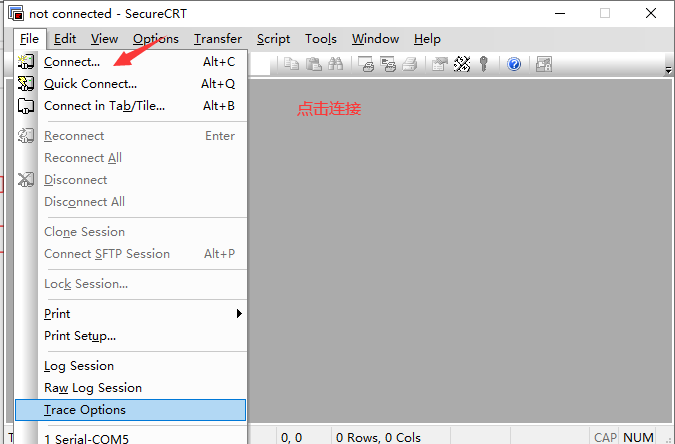 not connected - SecureCRT
File Edit View Options Transfer Script Tools Window Help
Connect... Alt+C
Quick Connect... Alt+Q
Connect in Tab/Tile... Alt+B
点击连接
Reconnect Enter
Reconnect All
Disconnect
Disconnect All
Clone Session
Connect SFTP Session Alt+P
Lock Session...
Print
Print Setup...
Log Session
Raw Log Session
Trace Options
1 Serial-COM5
0, 0 0 Rows, 0 Cols CAP NUM